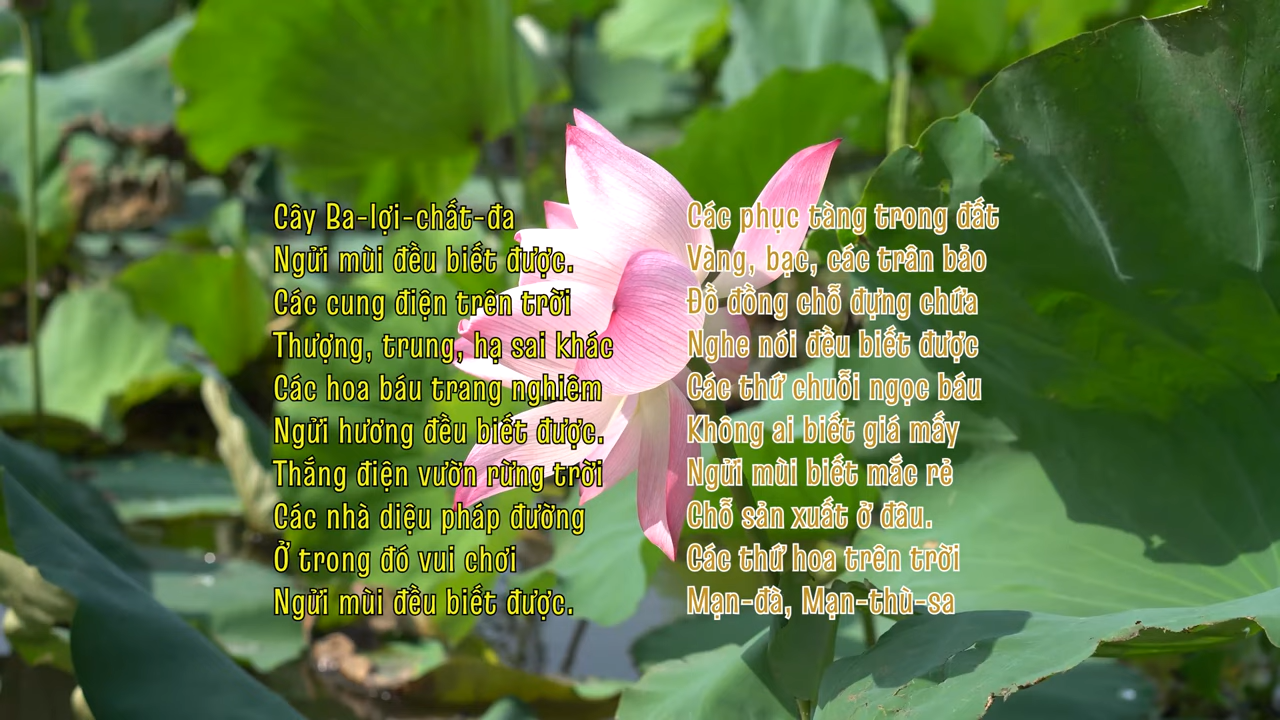 Cây Ba-lợi-chất-đa
Ngửi mùi đều biết được.
Các cung điện trên trời
Thượng, trung, hạ sai khác
Các hoa báu trang nghiêm
Ngửi hương đều biết được.
Thắng điện vườn rừng trời
Các nhà diệu pháp đường
Ở trong đó vui chơi
Ngửi mùi đều biết được.
Các phục tàng trong đất
Vàng, bạc, các trân bảo
Đồ đồng chỗ đựng chứa
Nghe nói đều biết được
Các thứ chuỗi ngọc báu
Không ai biết giá mấy
Ngửi mùi biết mắc rẻ
Chỗ sản xuất ở đâu.
Các thứ hoa trên trời
Mạn-đà, Mạn-thù-sa